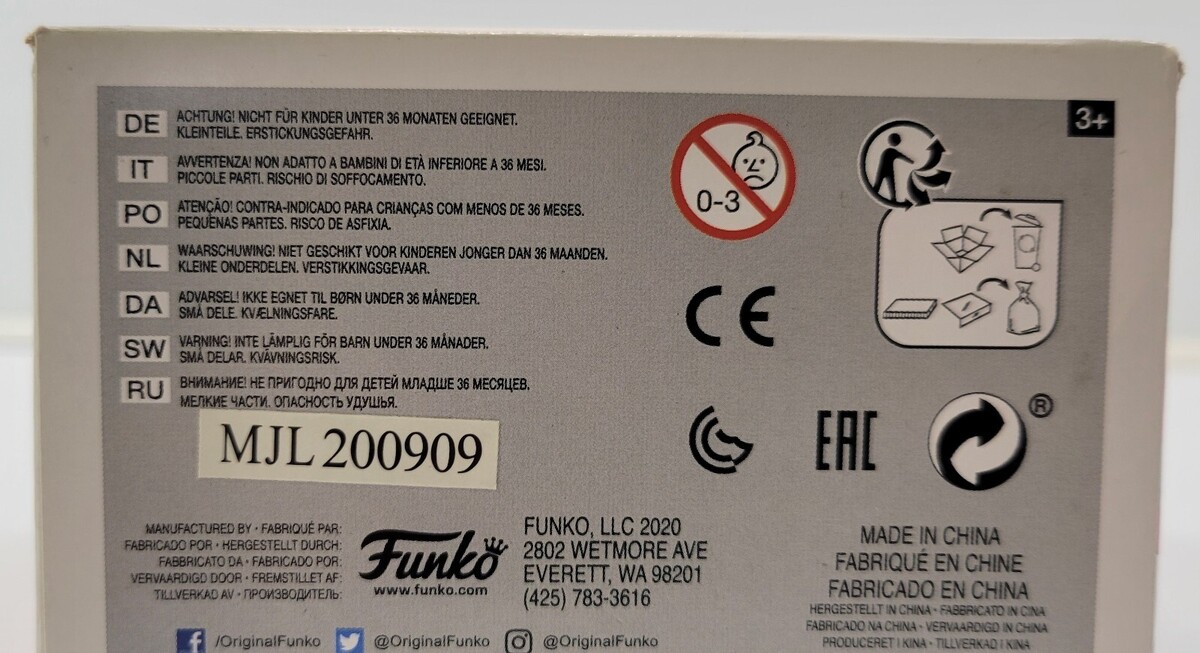 DE
ACHTUNG! NICHT FÜR KINDER UNTER 36 MONATEN GEEIGNET.
KLEINTEILE. ERSTICKUNGSGEFAHR.
IT
AVVERTENZA! NON ADATTO A BAMBINI DI ETÀ INFERIORE A 36 MESI.
PICCOLE PARTI. RISCHIO DI SOFFOCAMENTO.
PO
ATENÇÃO! CONTRA-INDICADO PARA CRIANÇAS COM MENOS DE 36 MESES.
PEQUENAS PARTES. RISCO DE ASFIXIA.
NL
WAARSCHUWING! NIET GESCHIKT VOOR KINDEREN JONGER DAN 36 MAANDEN.
KLEINE ONDERDELEN. VERSTIKKINGSGEVAAR.
DA
ADVARSEL! IKKE EGNET TIL BØRN UNDER 36 MÅNEDER.
SMÅ DELE. KVÆLNINGSFARE.
SW
VARNING! INTE LÄMPLIG FÖR BARN UNDER 36 MÅNADER.
SMÅ DELAR. KVÄVNINGSRISK.
RU
ВНИМАНИЕ! НЕ ПРИГОДНО ДЛЯ ДЕТЕЙ МЛАДШЕ 36 МЕСЯЦЕВ.
МЕЛКИЕ ЧАСТИ. ОПАСНОСТЬ УДУШЬЯ.
MJL 200909
0-3
3+
CE
EAC
®
MANUFACTURED BY • FABRIQUÉ PAR:
FABRICADO POR • HERGESTELLT DURCH:
FABBRICATO DA • FABRICADO POR:
VERVAARDIGD DOOR • FREMSTILLET AF:
TILLVERKAD AV • ПРОИЗВОДИТЕЛЬ:
Funko
www.funko.com
FUNKO, LLC 2020
2802 WETMORE AVE
EVERETT, WA 98201
(425) 783-3616
MADE IN CHINA
FABRIQUÉ EN CHINE
FABRICADO EN CHINA
HERGESTELLT IN CHINA • FABBRICATO IN CINA
FABRICADO NA CHINA • VERVAARDIGD IN CHINA
PRODUCERET I KINA • TILLVERKAD I KINA
/OriginalFunko @OriginalFunko @OriginalFunko